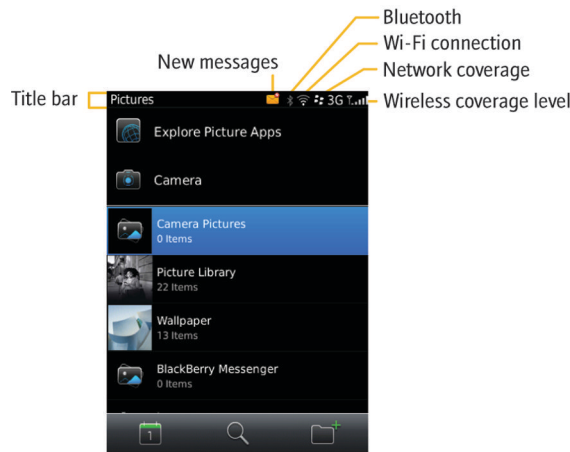 Bluetooth
Wi-Fi connection
New messages
Network coverage
Title bar
Pictures
3G
Wireless coverage level
Explore Picture Apps
Camera
Camera Pictures
0 Items
Picture Library
22 Items
Wallpaper
13 Items
BlackBerry Messenger
0 Items
1